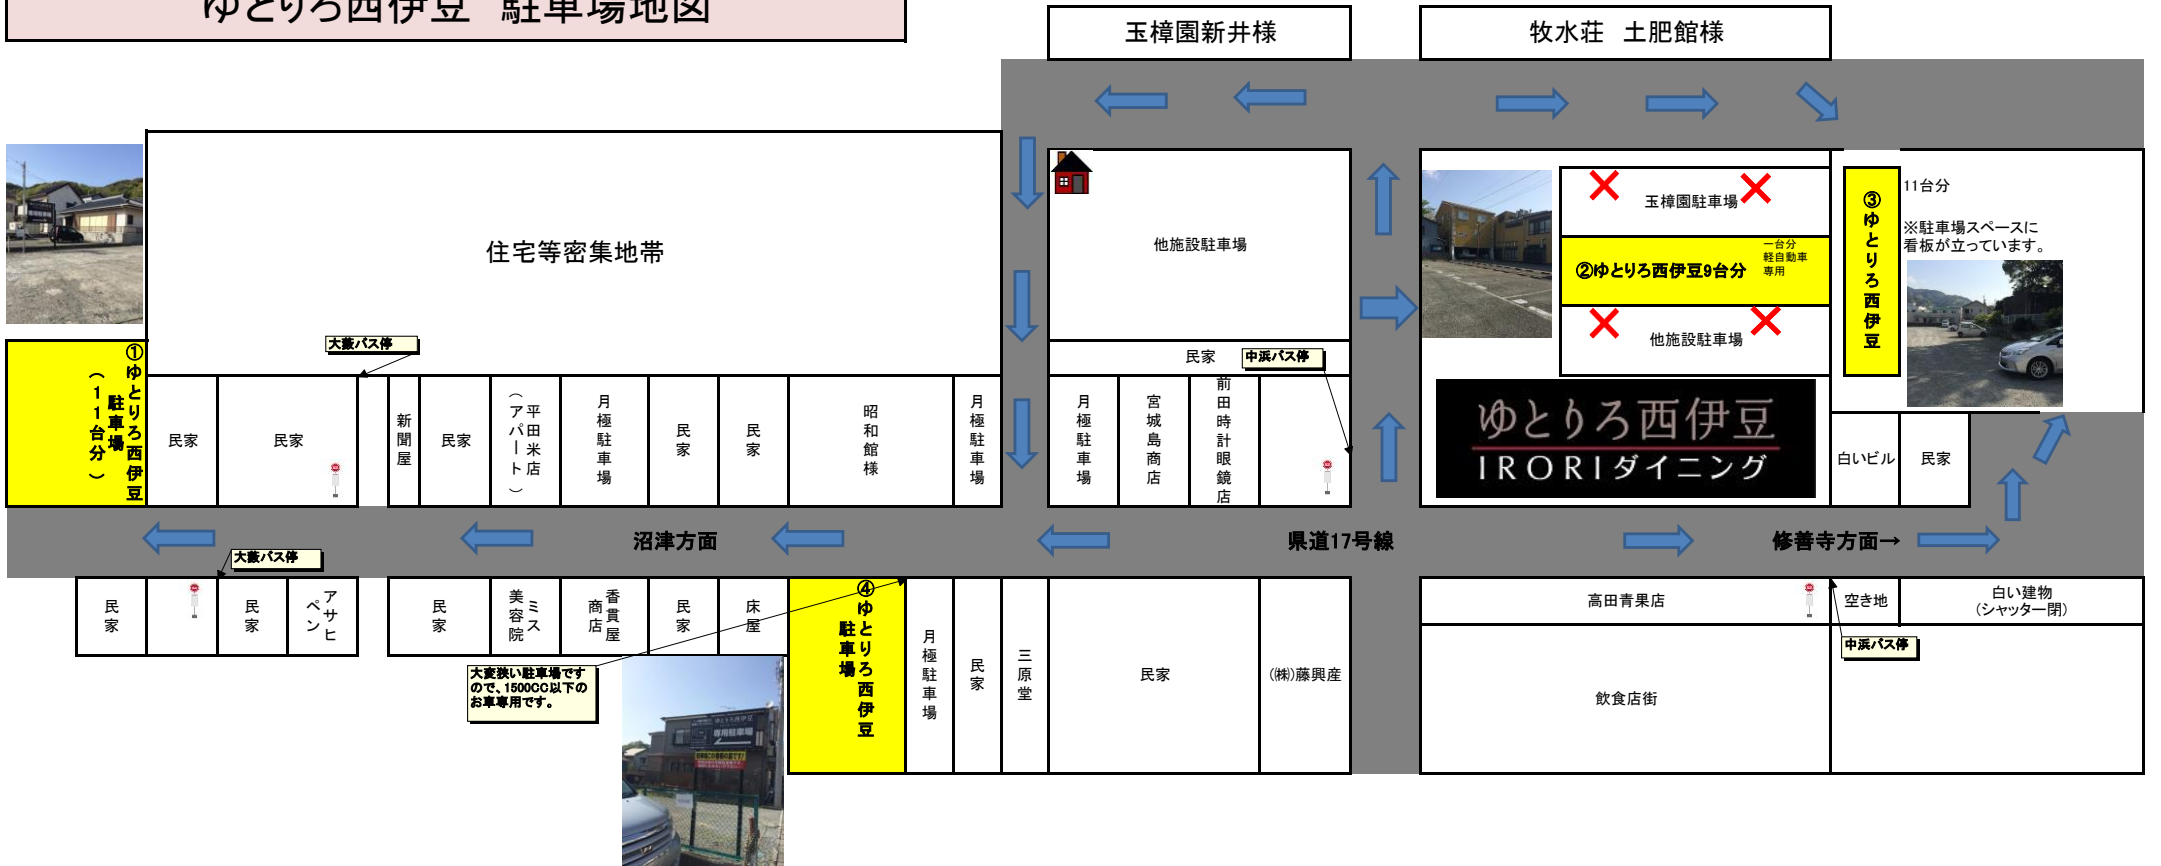 ゆとりろ西伊豆　駐車場地図
玉樟園新井様
牧水荘　土肥館様
住宅等密集地帯
他施設駐車場
玉樟園駐車場
②ゆとりろ西伊豆9台分
一台分
軽自動車
専用
他施設駐車場
③ゆとりろ西伊豆
11台分
※駐車場スペースに
看板が立っています。
①ゆとりろ西伊豆
駐車場
（11台分）
大藪バス停
民家
民家
新聞屋
民家
平田米店
（アパート）
月極駐車場
民家
民家
昭和館様
月極駐車場
民家
中浜バス停
月極駐車場
宮城島商店
前田時計眼鏡店
ゆとりろ西伊豆
IRORIダイニング
白いビル
民家
沼津方面
県道17号線
修善寺方面→
大藪バス停
民家
民家
アサヒ
ペン
民家
ミス
美容院
香貫屋
商店
民家
床屋
④ゆとりろ西伊豆
駐車場
月極駐車場
民家
三原堂
民家
㈱藤興産
高田青果店
空き地
白い建物
（シャッター閉）
中浜バス停
飲食店街
大変狭い駐車場です
ので、1500CC以下の
お車専用です。
ゆとりろ西伊豆
専用駐車場